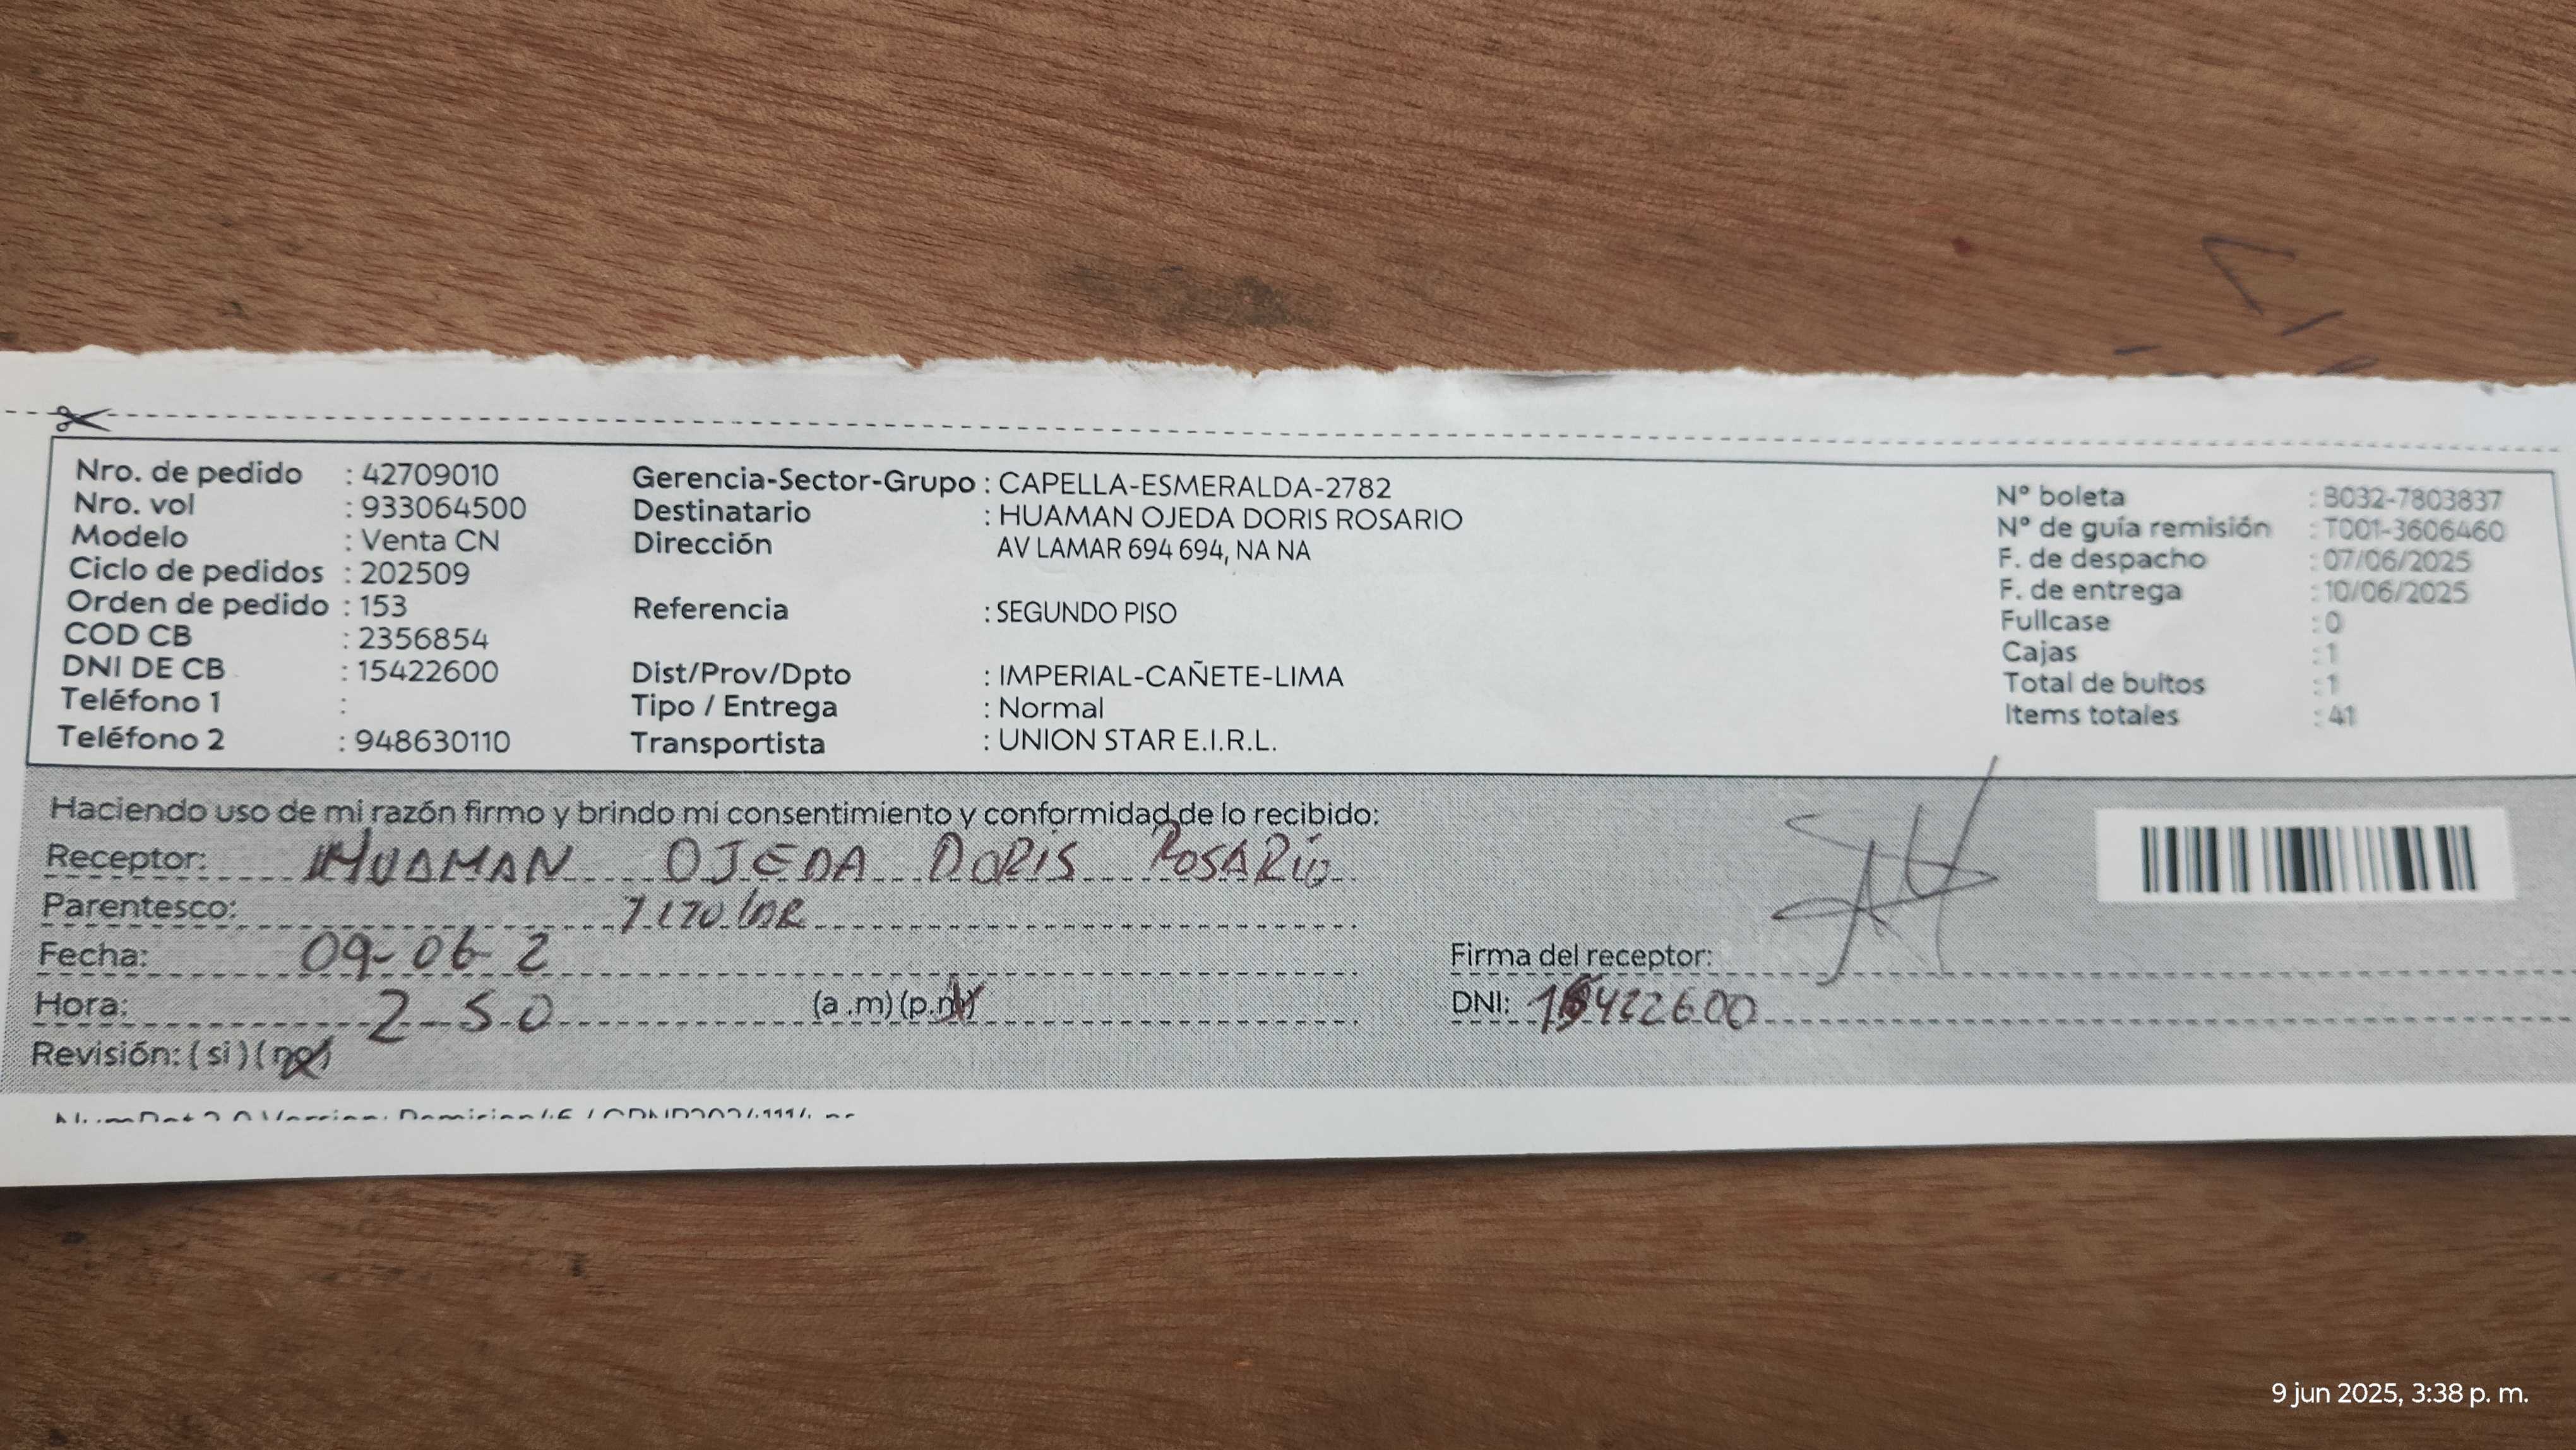 Nro. de pedido : 42709010
Nro. vol : 933064500
Modelo : Venta CN
Ciclo de pedidos : 202509
Orden de pedido : 153
COD CB : 2356854
DNI DE CB : 15422600
Teléfono 1 :
Teléfono 2 : 948630110
Gerencia-Sector-Grupo : CAPELLA-ESMERALDA-2782
Destinatario : HUAMAN OJEDA DORIS ROSARIO
Dirección AV LAMAR 694 694, NA NA
Referencia : SEGUNDO PISO
Dist/Prov/Dpto : IMPERIAL-CAÑETE-LIMA
Tipo / Entrega : Normal
Transportista : UNION STAR E.I.R.L.
N° boleta : B032-7803837
N° de guía remisión : T001-3606460
F. de despacho : 07/06/2025
F. de entrega : 10/06/2025
Fullcase : 0
Cajas : 1
Total de bultos : 1
Items totales : 41
Haciendo uso de mi razón firmo y brindo mi consentimiento y conformidad de lo recibido:
Receptor: HUAMAN OJEDA DORIS ROSARIO
Parentesco: TITULAR
Fecha: 09-06-2
Hora: 2-50 (a.m)(p.m)
Revisión: (si)(no)
Firma del receptor:
DNI: 15422600
9 jun 2025, 3:38 p. m.